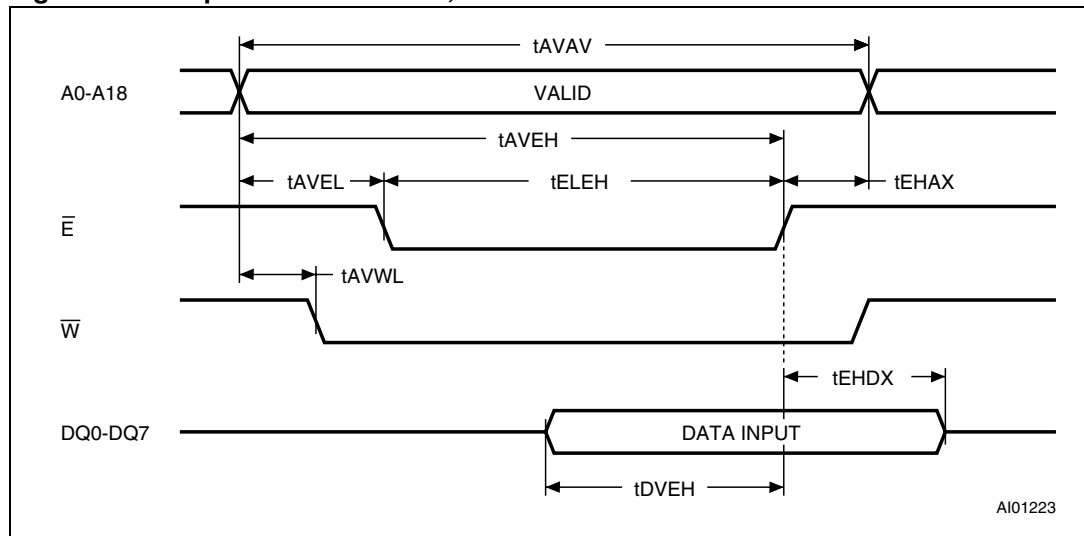 tAVAV
A0-A18
VALID
tAVEH
tAVEL
tELEH
tEHAX
E̅
tAVWL
W̅
tEHDX
DQ0-DQ7
DATA INPUT
tDVEH
AI01223